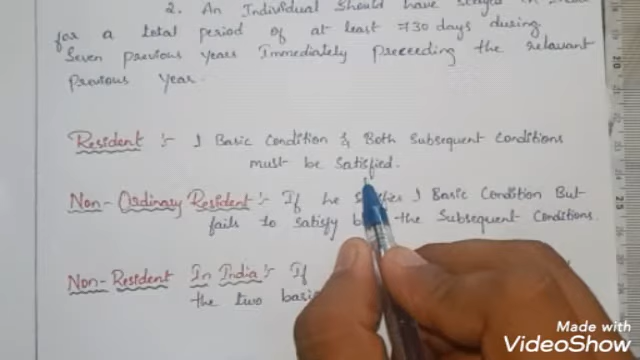 2. An Individual Should have stayed in
for a total period of at least 730 days during
Seven previous years Immediately Preceeding the relavant
Previous Year.
Resident :- 1 Basic Condition & Both Subsequent Conditions
must be Satisfied.
Non-Ordinary Resident :- If he 1 Basic Condition But
fails to satisfy the Subsequent Conditions.
Non-Resident In India :- If
the two
Made with
VideoShow